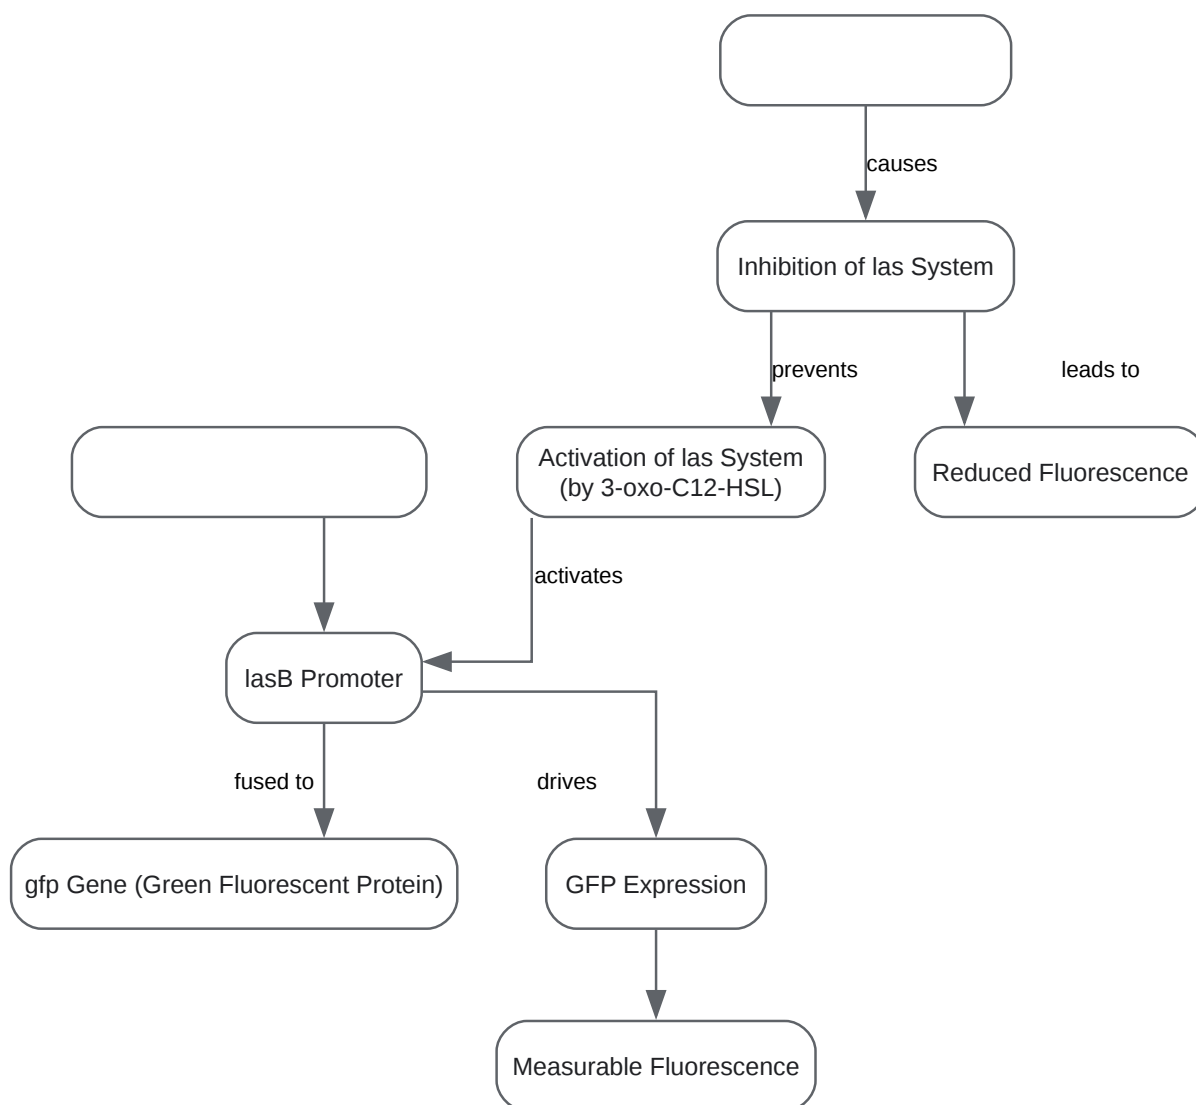 causes
Inhibition of las System
prevents
leads to
Activation of las System
(by 3-oxo-C12-HSL)
Reduced Fluorescence
activates
lasB Promoter
fused to
drives
gfp Gene (Green Fluorescent Protein)
GFP Expression
Measurable Fluorescence